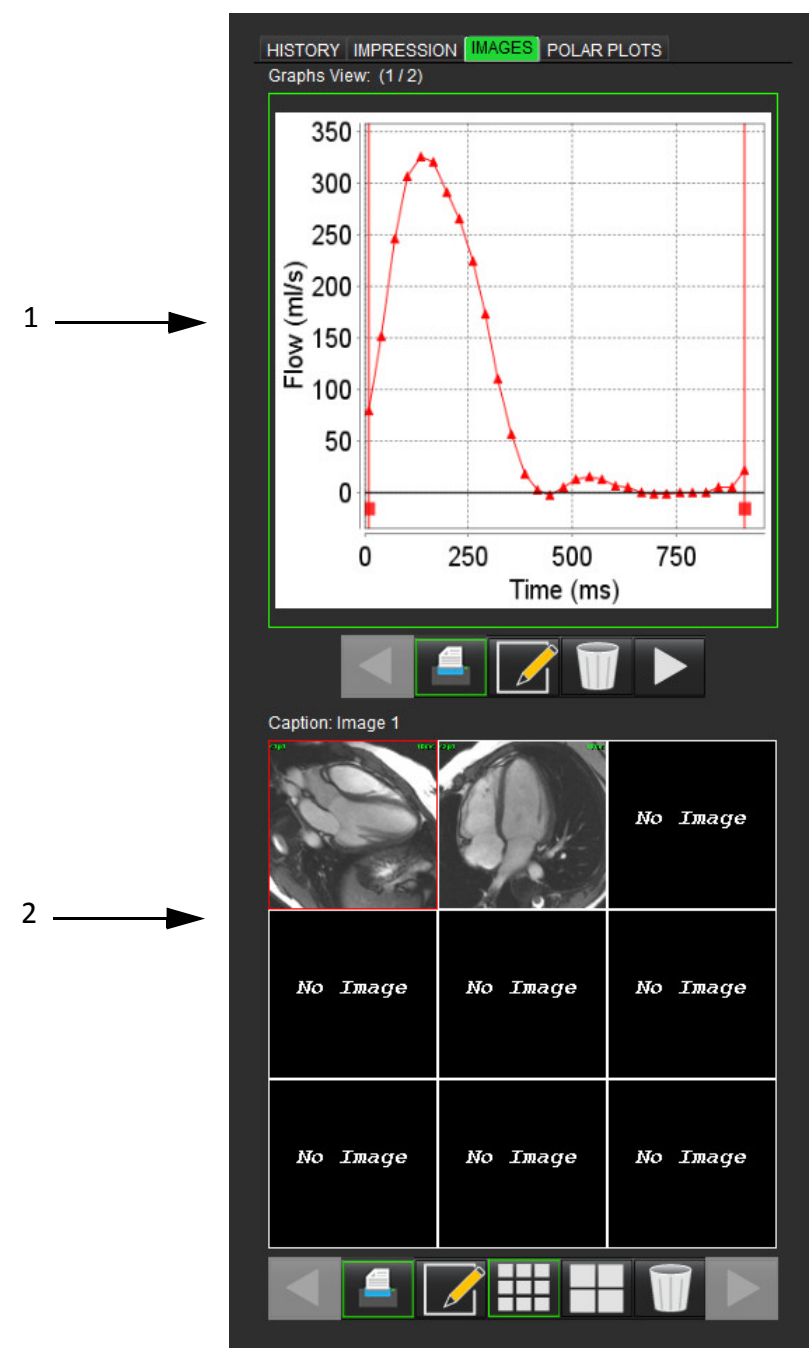 HISTORY IMPRESSION IMAGES POLAR PLOTS
Graphs View: (1 / 2)
350
300
250
200
150
100
50
0
Flow (ml/s)
0 250 500 750
Time (ms)
1
Caption: Image 1
No Image
No Image No Image No Image
No Image No Image No Image
2